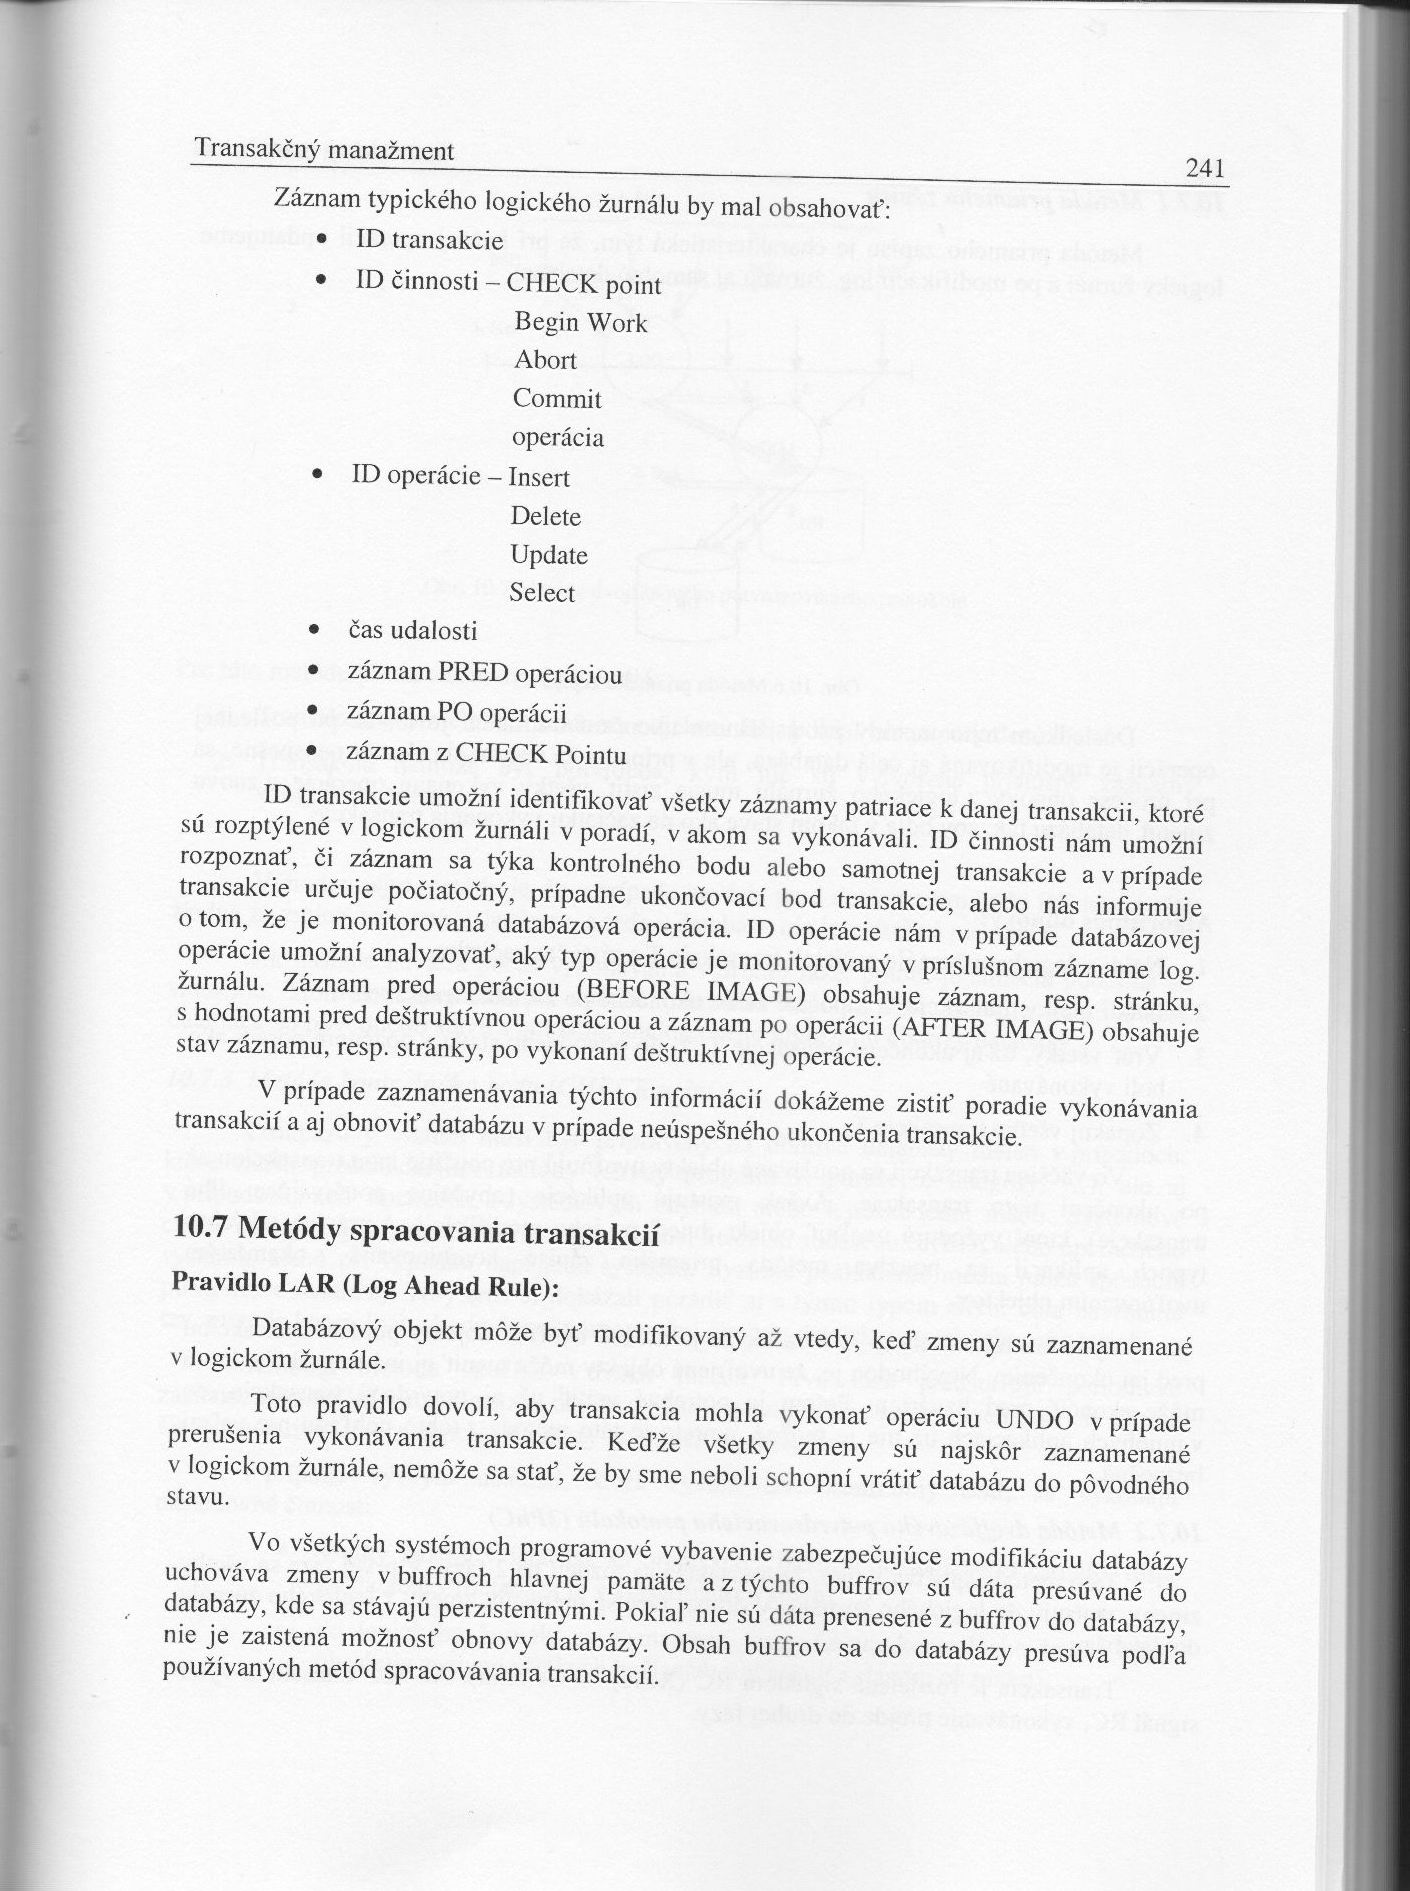 Transakčný manažment
241
Záznam typického logického žurnálu by mal obsahovať:
• ID transakcie
• ID činnosti – CHECK point
Begin Work
Abort
Commit
operácia
• ID operácie – Insert
Delete
Update
Select
• čas udalosti
• záznam PRED operáciou
• záznam PO operácii
• záznam z CHECK Pointu
ID transakcie umožní identifikovať všetky záznamy patriace k danej transakcii, ktoré
sú rozptýlené v logickom žurnáli v poradí, v akom sa vykonávali. ID činnosti nám umožní
rozpoznať, či záznam sa týka kontrolného bodu alebo samotnej transakcie a v prípade
transakcie určuje počiatočný, prípadne ukončovací bod transakcie, alebo nás informuje
o tom, že je monitorovaná databázová operácia. ID operácie nám v prípade databázovej
operácie umožní analyzovať, aký typ operácie je monitorovaný v príslušnom zázname log.
žurnálu. Záznam pred operáciou (BEFORE IMAGE) obsahuje záznam, resp. stránku,
s hodnotami pred deštruktívnou operáciou a záznam po operácii (AFTER IMAGE) obsahuje
stav záznamu, resp. stránky, po vykonaní deštruktívnej operácie.
V prípade zaznamenávania týchto informácií dokážeme zistiť poradie vykonávania
transakcií a aj obnoviť databázu v prípade neúspešného ukončenia transakcie.
10.7 Metódy spracovania transakcií
Pravidlo LAR (Log Ahead Rule):
Databázový objekt môže byť modifikovaný až vtedy, keď zmeny sú zaznamenané
v logickom žurnále.
Toto pravidlo dovolí, aby transakcia mohla vykonať operáciu UNDO v prípade
prerušenia vykonávania transakcie. Keďže všetky zmeny sú najskôr zaznamenané
v logickom žurnále, nemôže sa stať, že by sme neboli schopní vrátiť databázu do pôvodného
stavu.
Vo všetkých systémoch programové vybavenie zabezpečujúce modifikáciu databázy
uchováva zmeny v buffroch hlavnej pamäte a z týchto buffrov sú dáta presúvané do
databázy, kde sa stávajú perzistentnými. Pokiaľ nie sú dáta prenesené z buffrov do databázy,
nie je zaistená možnosť obnovy databázy. Obsah buffrov sa do databázy presúva podľa
používaných metód spracovávania transakcií.